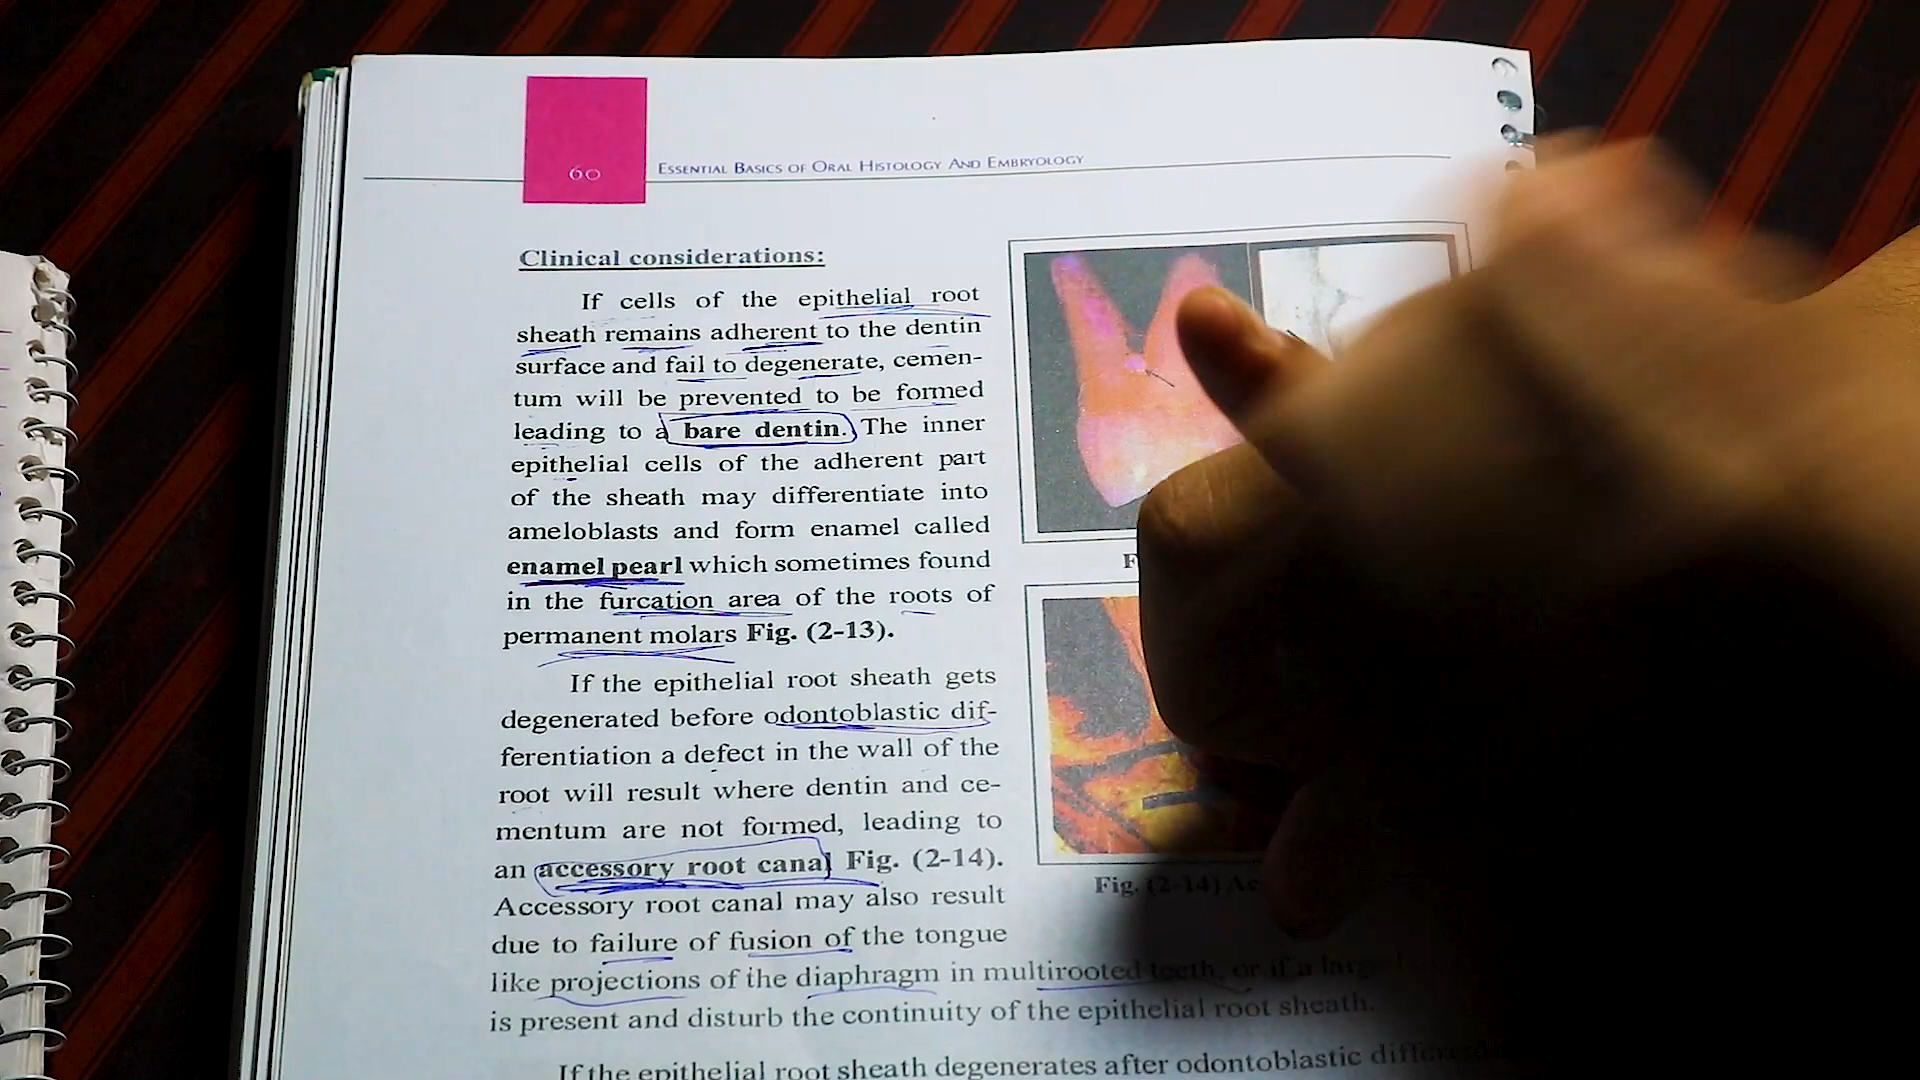 60
ESSENTIAL BASICS OF ORAL HISTOLOGY AND EMBRYOLOGY
Clinical considerations:
If cells of the epithelial root
sheath remains adherent to the dentin
surface and fail to degenerate, cemen-
tum will be prevented to be formed
leading to a bare dentin. The inner
epithelial cells of the adherent part
of the sheath may differentiate into
ameloblasts and form enamel called
enamel pearl which sometimes found
in the furcation area of the roots of
permanent molars Fig. (2-13).
If the epithelial root sheath gets
degenerated before odontoblastic dif-
ferentiation a defect in the wall of the
root will result where dentin and ce-
mentum are not formed, leading to
an accessory root canal Fig. (2-14).
Accessory root canal may also result
due to failure of fusion of the tongue
like projections of the diaphragm in multirooted teeth, or if a large
is present and disturb the continuity of the epithelial root sheath.
If the epithelial root sheath degenerates after odontoblastic
Fig. (2-14)